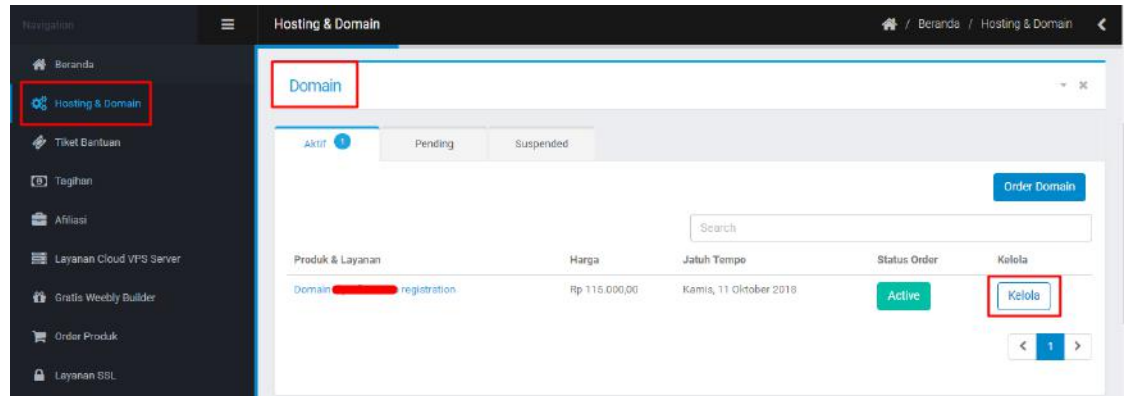 Navigation
Hosting & Domain
/ Beranda / Hosting & Domain
Beranda
Hosting & Domain
Tiket Bantuan
Tagihan
Afiliasi
Layanan Cloud VPS Server
Gratis Weebly Builder
Order Produk
Layanan SSL
Domain
Aktif 1 Pending Suspended
Order Domain
Search
Produk & Layanan Harga Jatuh Tempo Status Order Kelola
Domain registration Rp 116.000,00 Kamis, 11 Oktober 2018 Active Kelola
< 1 >